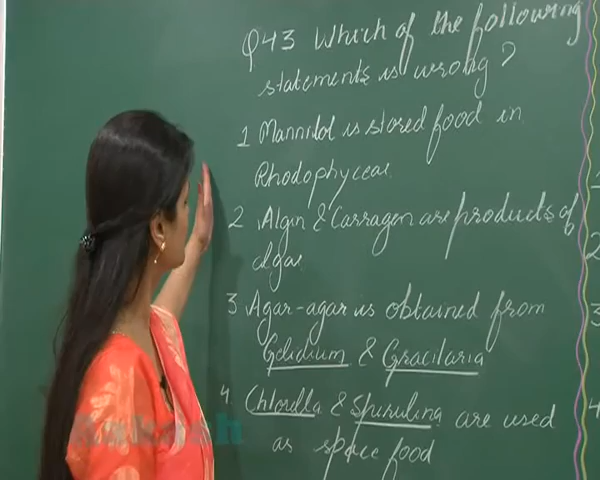 Q43 Which of the following
statements is wrong ?
1 Mannitol is stored food in
Rhodophyceae
2 Algin & Carragen are products of
algae
3 Agar-agar is obtained from
Gelidium & Gracilaria
4. Chlorella & Spirulina are used
as space food
Aakash